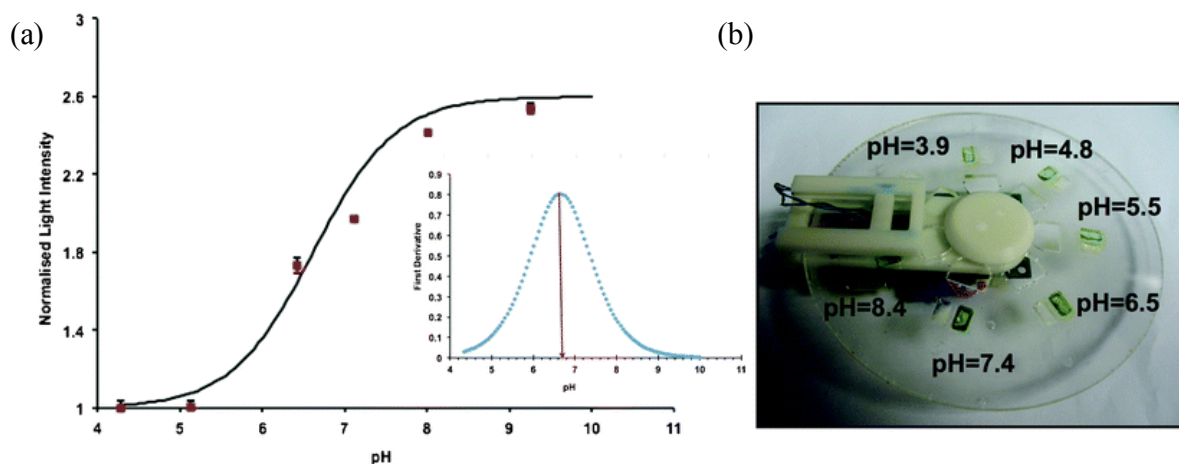 (a)
3
2.6
2.2
1.8
1.4
1
Normalised Light Intensity
4 5 6 7 8 9 10 11
pH
0.9
0.8
0.7
0.6
0.5
0.4
0.3
0.2
0.1
0
First Derivative
4 5 6 7 8 9 10 11
pH
(b)
pH=3.9
pH=4.8
pH=5.5
pH=6.5
pH=7.4
pH=8.4